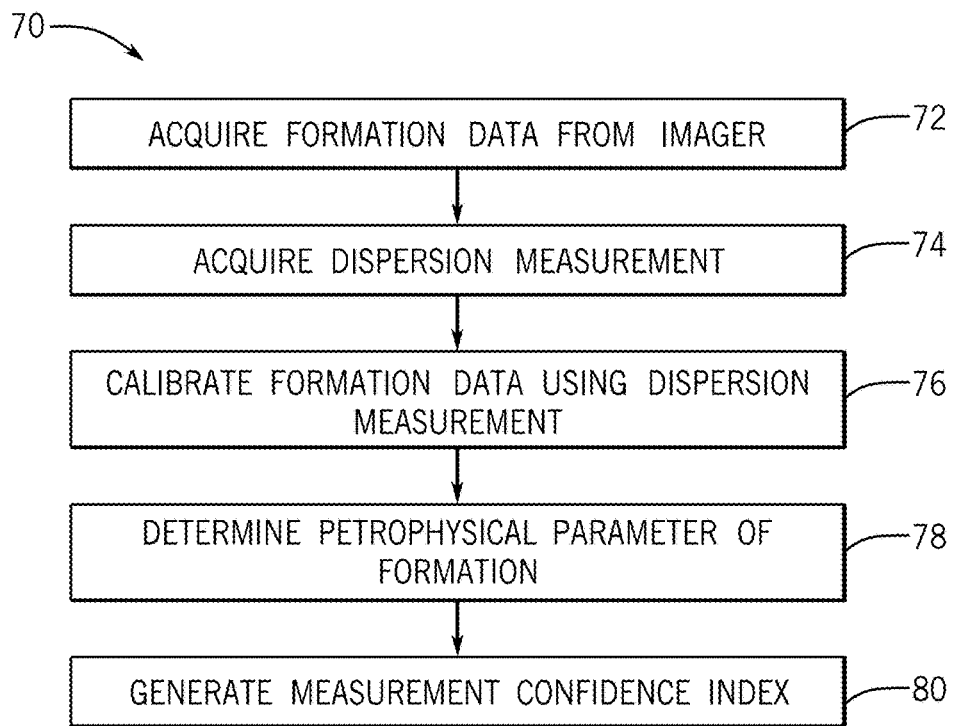 70
ACQUIRE FORMATION DATA FROM IMAGER
72
ACQUIRE DISPERSION MEASUREMENT
74
CALIBRATE FORMATION DATA USING DISPERSION
MEASUREMENT
76
DETERMINE PETROPHYSICAL PARAMETER OF
FORMATION
78
GENERATE MEASUREMENT CONFIDENCE INDEX
80